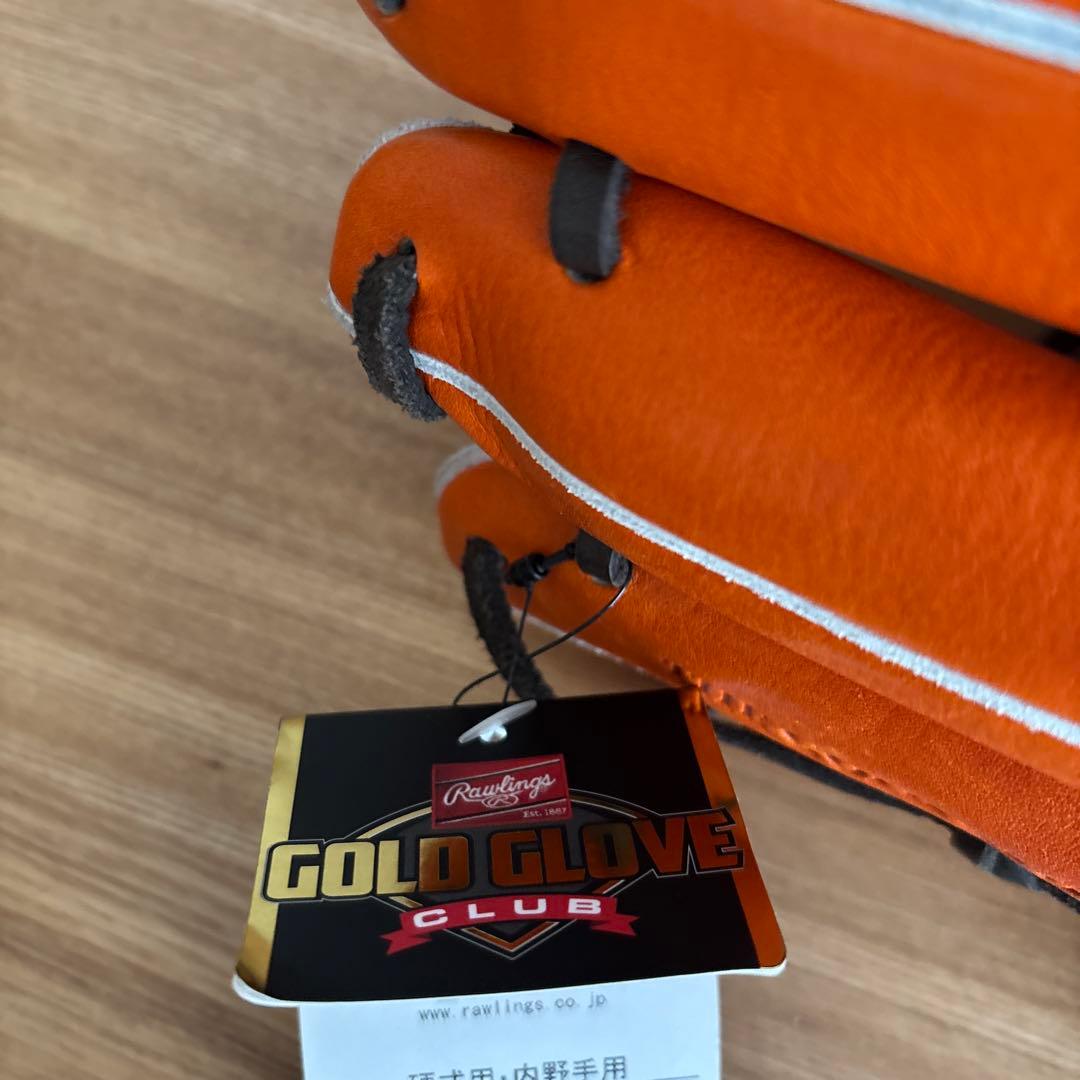 Rawlings
R
Est. 1887
GOLD GLOVE
CLUB
www.rawlings.co.jp
硬式用・内野手用